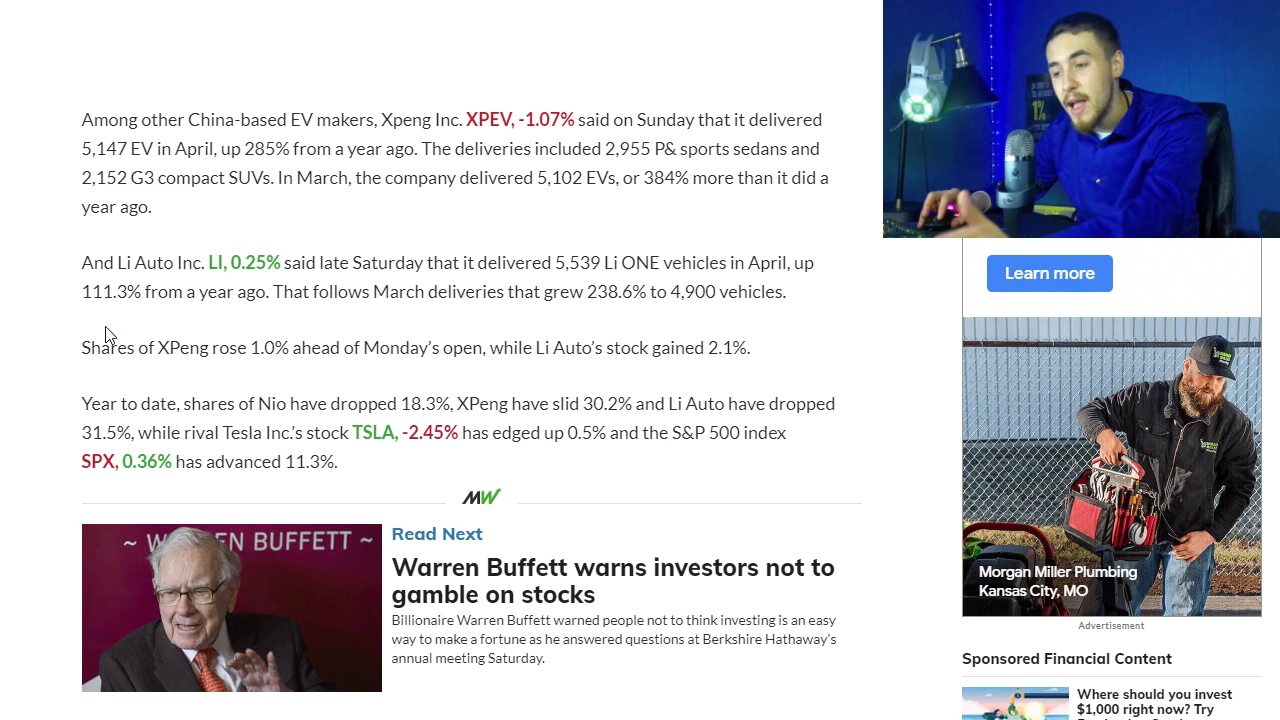 Among other China-based EV makers, Xpeng Inc. XPEV, -1.07% said on Sunday that it delivered
5,147 EV in April, up 285% from a year ago. The deliveries included 2,955 P& sports sedans and
2,152 G3 compact SUVs. In March, the company delivered 5,102 EVs, or 384% more than it did a
year ago.
And Li Auto Inc. LI, 0.25% said late Saturday that it delivered 5,539 Li ONE vehicles in April, up
111.3% from a year ago. That follows March deliveries that grew 238.6% to 4,900 vehicles.
Shares of XPeng rose 1.0% ahead of Monday’s open, while Li Auto’s stock gained 2.1%.
Year to date, shares of Nio have dropped 18.3%, XPeng have slid 30.2% and Li Auto have dropped
31.5%, while rival Tesla Inc.’s stock TSLA, -2.45% has edged up 0.5% and the S&P 500 index
SPX, 0.36% has advanced 11.3%.
MW
~ WARREN BUFFETT ~
Read Next
Warren Buffett warns investors not to
gamble on stocks
Billionaire Warren Buffett warned people not to think investing is an easy
way to make a fortune as he answered questions at Berkshire Hathaway's
annual meeting Saturday.
1%
Learn more
Morgan Miller Plumbing
Kansas City, MO
Advertisement
Sponsored Financial Content
Where should you invest
$1,000 right now? Try